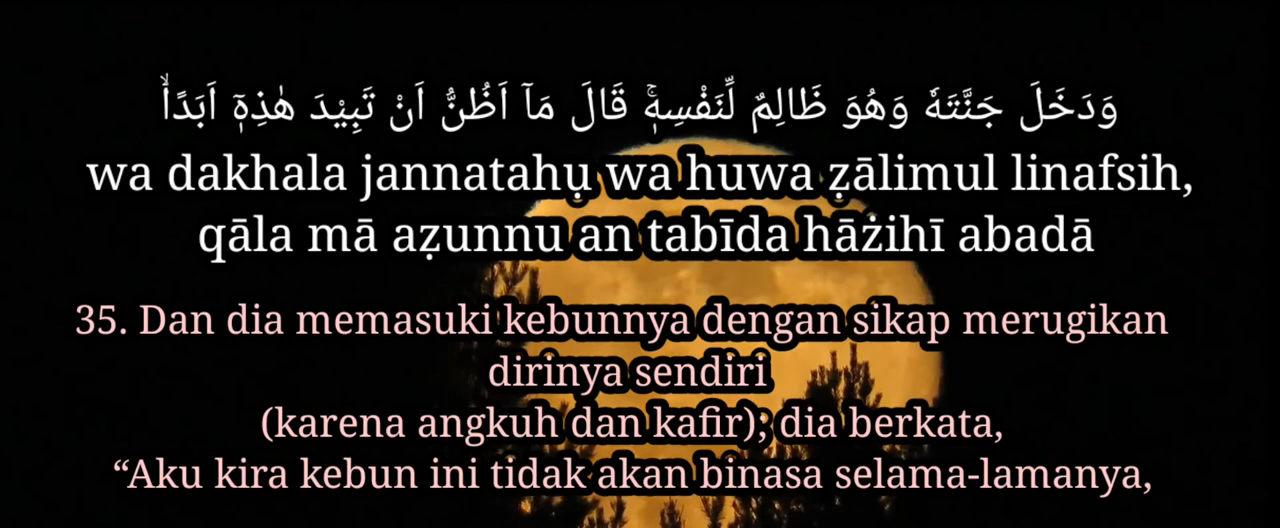 وَدَخَلَ جَنَّتَهٗ وَهُوَ ظَالِمٌ لِّنَفْسِهٖۚ قَالَ مَآ اَظُنُّ اَنْ تَبِيْدَ هٰذِهٖٓ اَبَدًاۙ
wa dakhala jannatahụ wa huwa ẓālimul linafsih,
qāla mā aẓunnu an tabīda hāżihī abadā
35. Dan dia memasuki kebunnya dengan sikap merugikan
dirinya sendiri
(karena angkuh dan kafir); dia berkata,
“Aku kira kebun ini tidak akan binasa selama-lamanya,